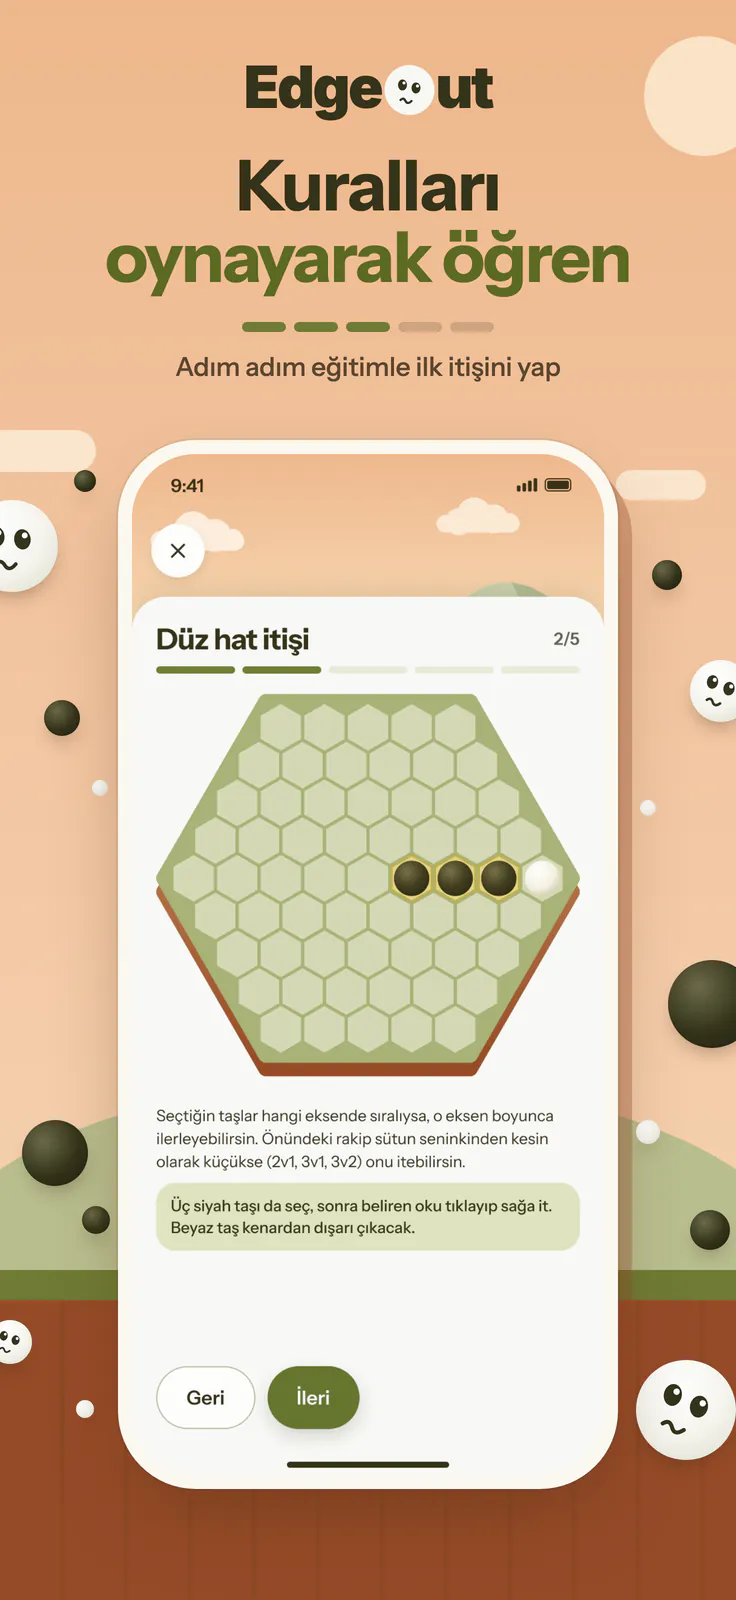 Edgeout
Kuralları
oynayarak öğren
Adım adım eğitimle ilk itişini yap
9:41
Düz hat itişi
2/5
Seçtiğin taşlar hangi eksende sıralıysa, o eksen boyunca
ilerleyebilirsin. Önündeki rakip sütun seninkinden kesin
olarak küçükse (2v1, 3v1, 3v2) onu itebilirsin.
Üç siyah taşı da seç, sonra beliren oku tıklayıp sağa it.
Beyaz taş kenardan dışarı çıkacak.
Geri
İleri